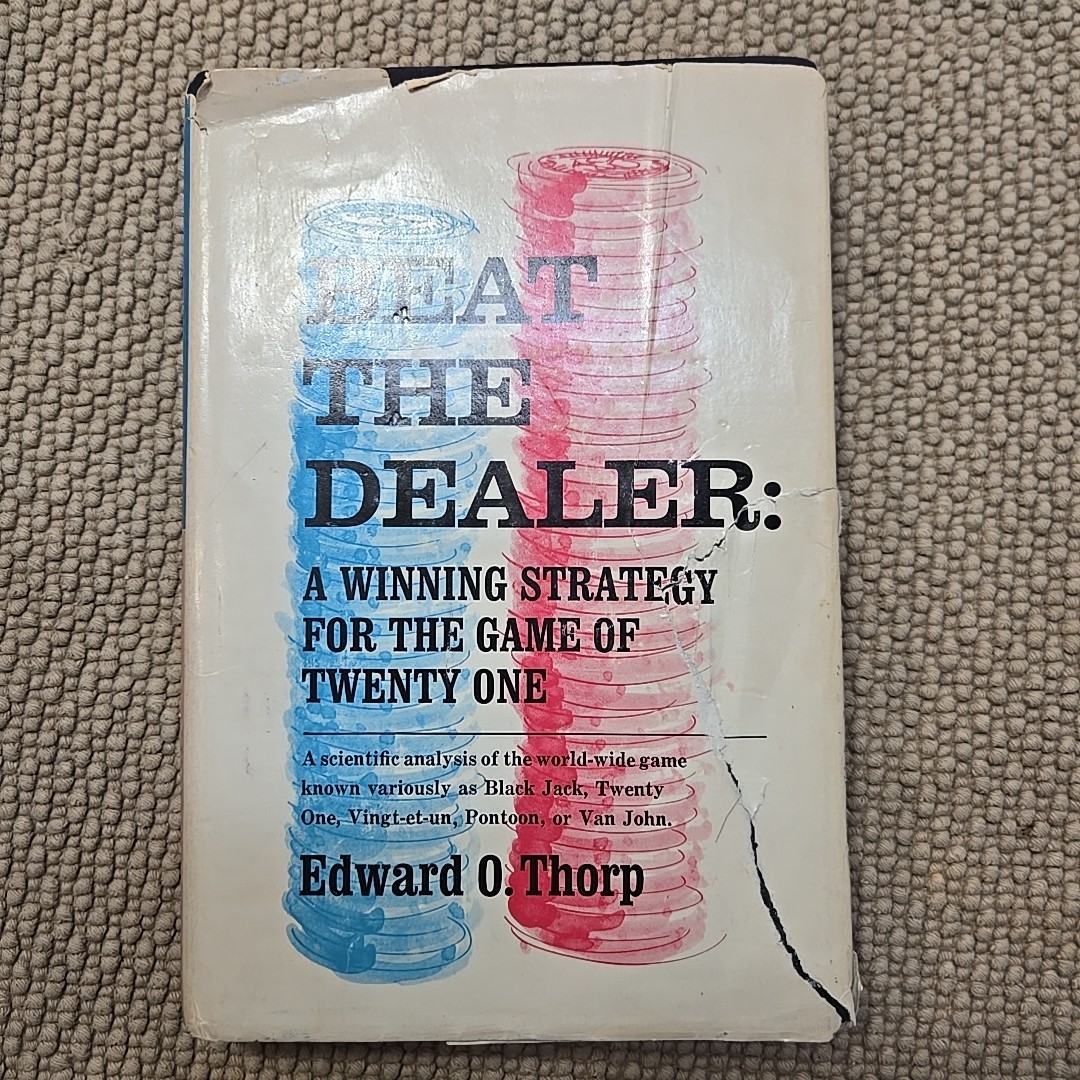 BEAT
THE
DEALER:
A WINNING STRATEGY
FOR THE GAME OF
TWENTY ONE
A scientific analysis of the world-wide game
known variously as Black Jack, Twenty
One, Vingt-et-un, Pontoon, or Van John.
Edward O. Thorp